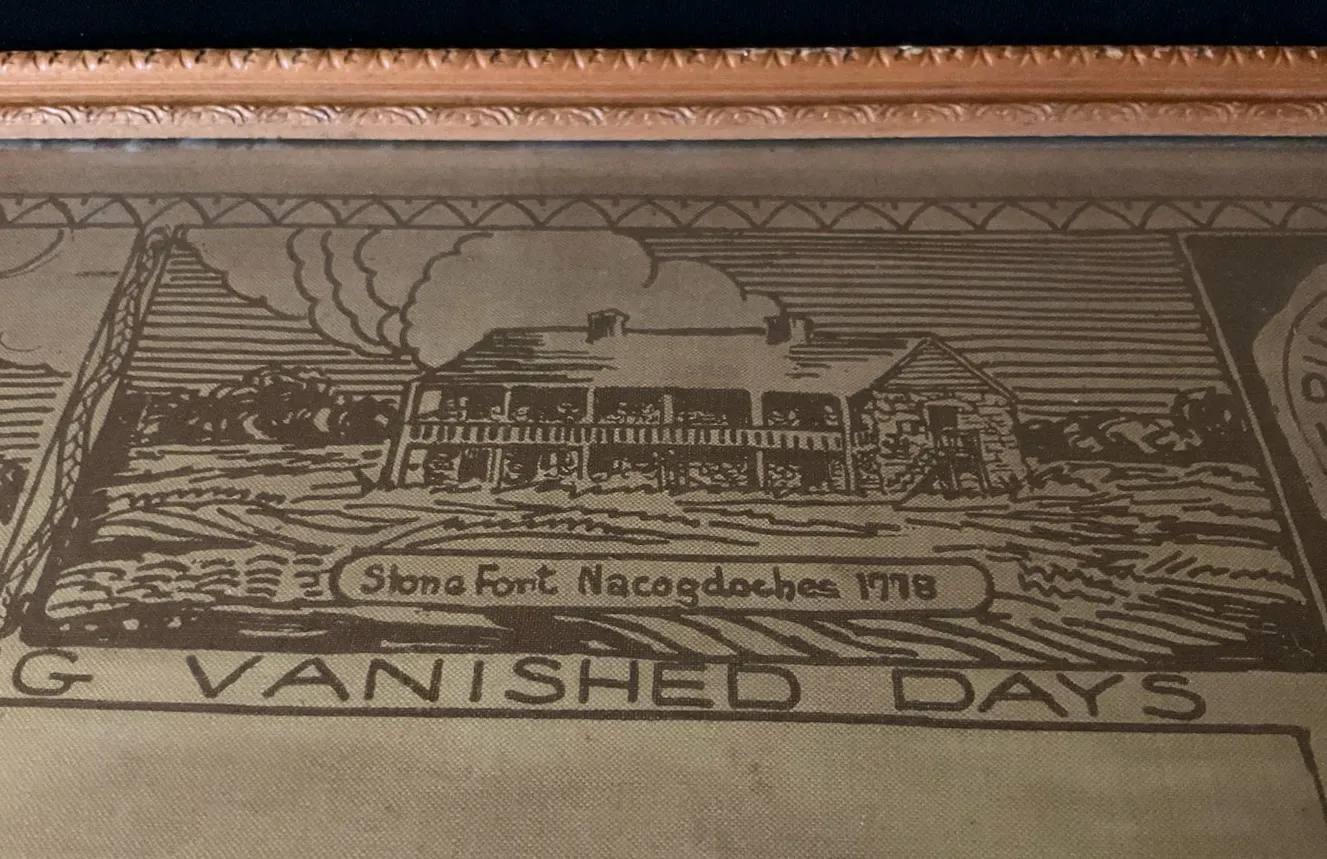 Stone Fort Nacogdoches 1778
G VANISHED DAYS